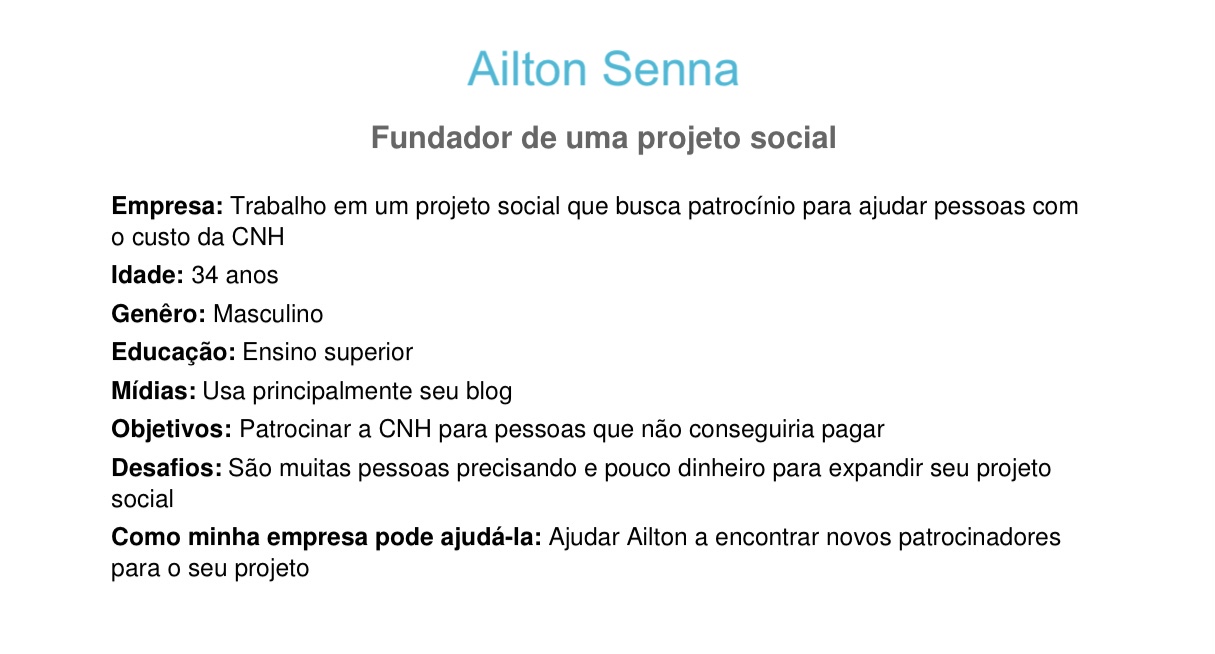 Ailton Senna
Fundador de uma projeto social
Empresa: Trabalho em um projeto social que busca patrocínio para ajudar pessoas com
o custo da CNH
Idade: 34 anos
Genêro: Masculino
Educação: Ensino superior
Mídias: Usa principalmente seu blog
Objetivos: Patrocinar a CNH para pessoas que não conseguiria pagar
Desafios: São muitas pessoas precisando e pouco dinheiro para expandir seu projeto
social
Como minha empresa pode ajudá-la: Ajudar Ailton a encontrar novos patrocinadores
para o seu projeto